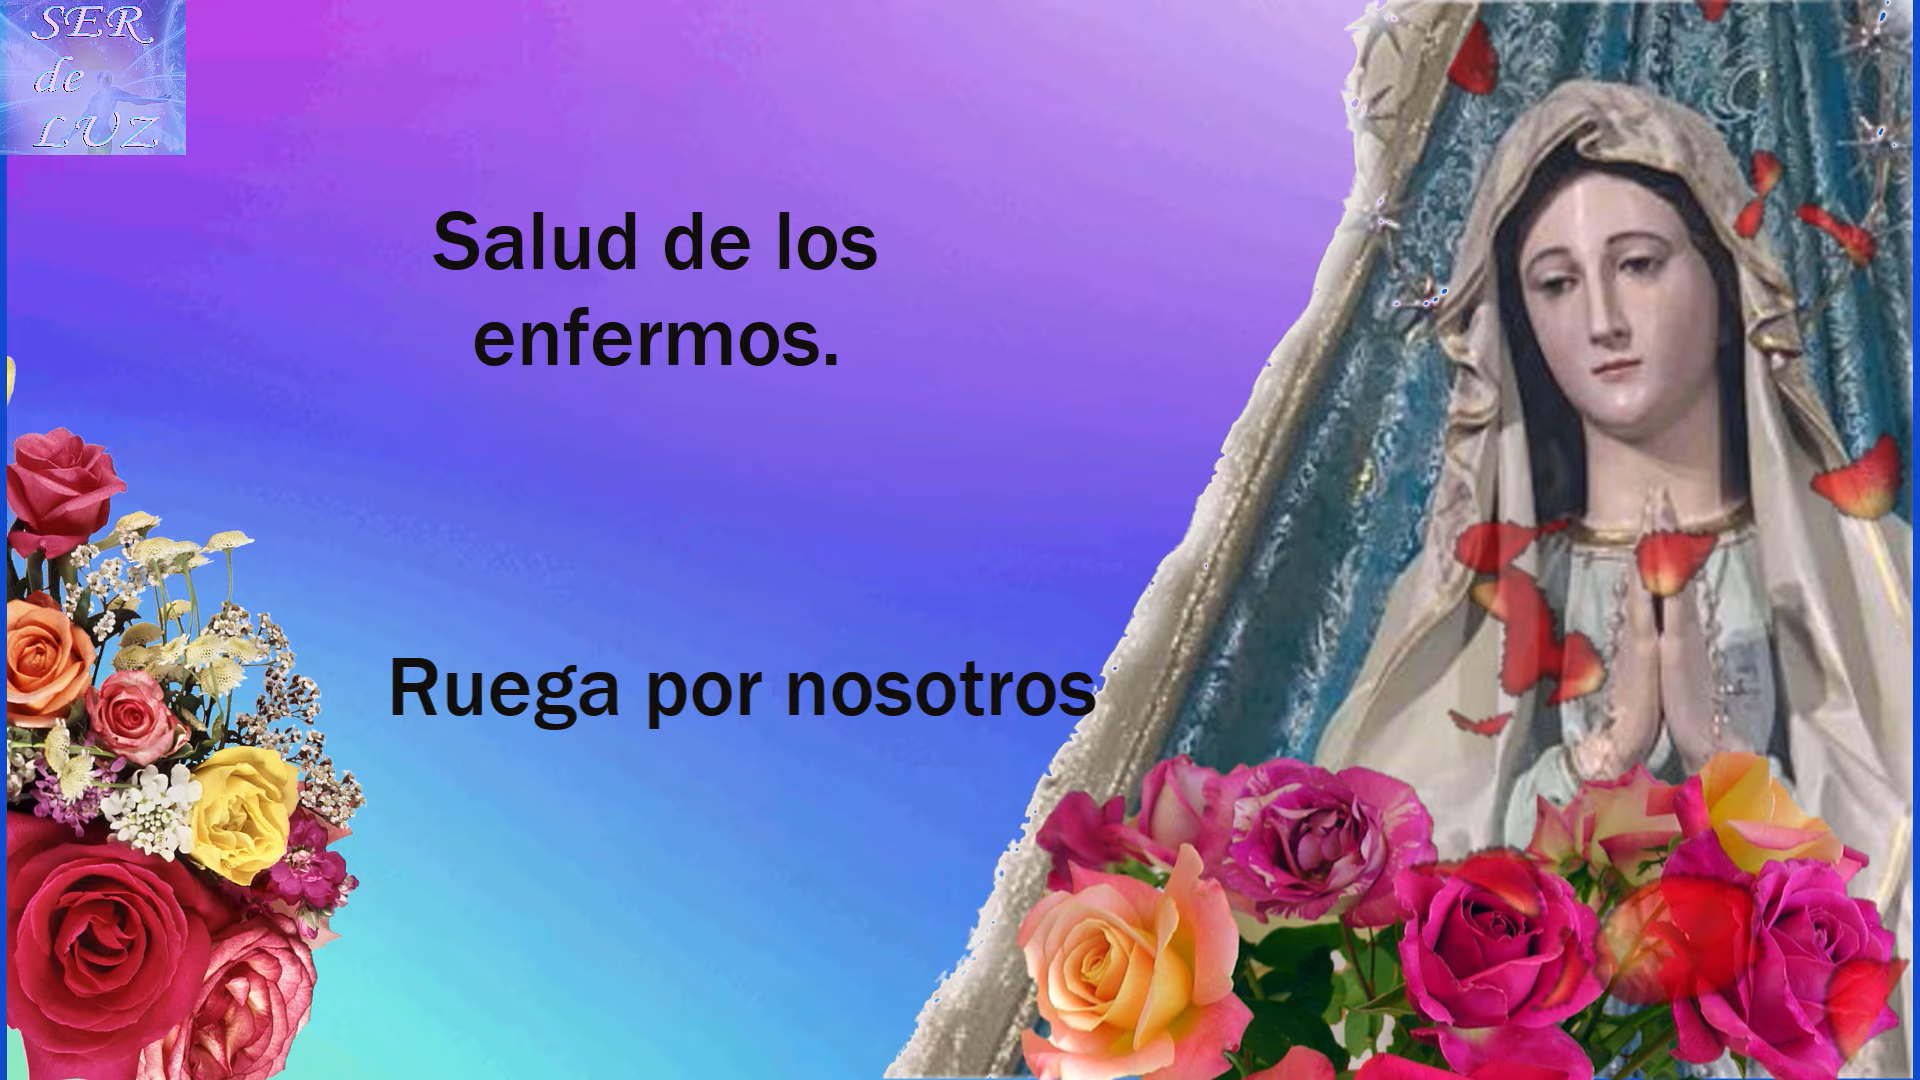 SER
de
LUZ
Salud de los
enfermos.
Ruega por nosotros